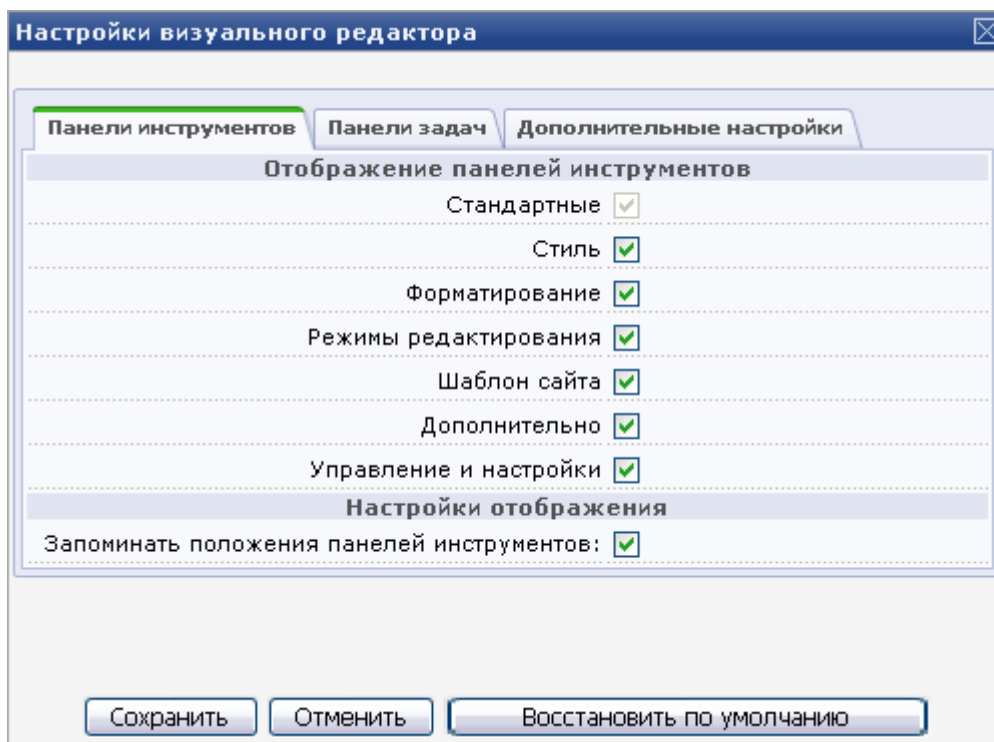 Настройки визуального редактора
Панели инструментов Панели задач Дополнительные настройки
Отображение панелей инструментов
Стандартные
Стиль
Форматирование
Режимы редактирования
Шаблон сайта
Дополнительно
Управление и настройки
Настройки отображения
Запоминать положения панелей инструментов:
Сохранить Отменить Восстановить по умолчанию